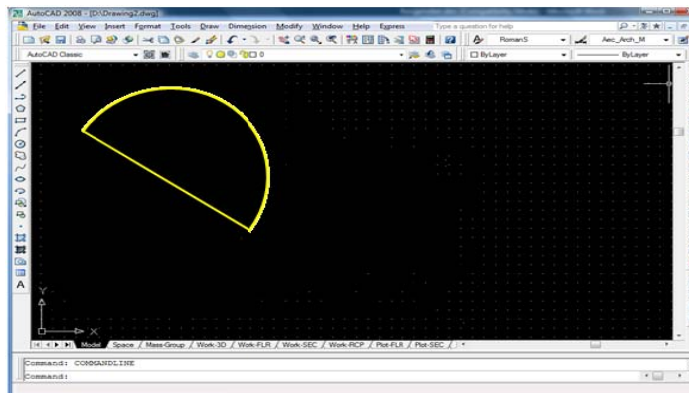 AutoCAD 2008 - [D:\Drawing2.dwg]
File Edit View Insert Format Tools Draw Dimension Modify Window Help Express Type a question for help
RomanS Aec_Arch_M
AutoCAD Classic 0 ByLayer ByLayer
A
Y
X
Model Space Mass-Group Work-3D Work-FLR Work-SEC Work-RCP Plot-FLR Plot-SEC
Command: COMMANDLINE
Command: